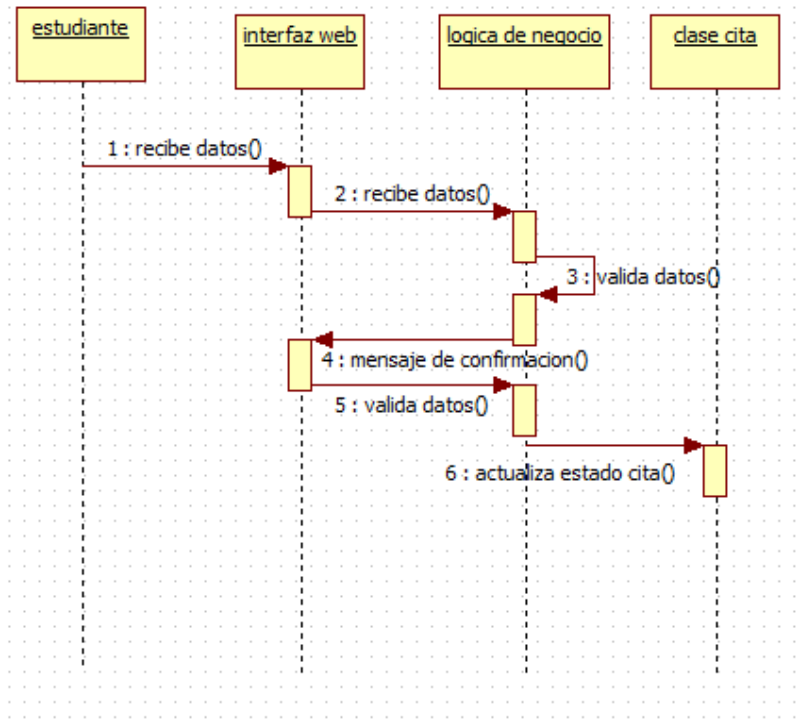 estudiante
interfaz web
logica de negocio
clase cita
1 : recibe datos()
2 : recibe datos()
3 : valida datos()
4 : mensaje de confirmacion()
5 : valida datos()
6 : actualiza estado cita()